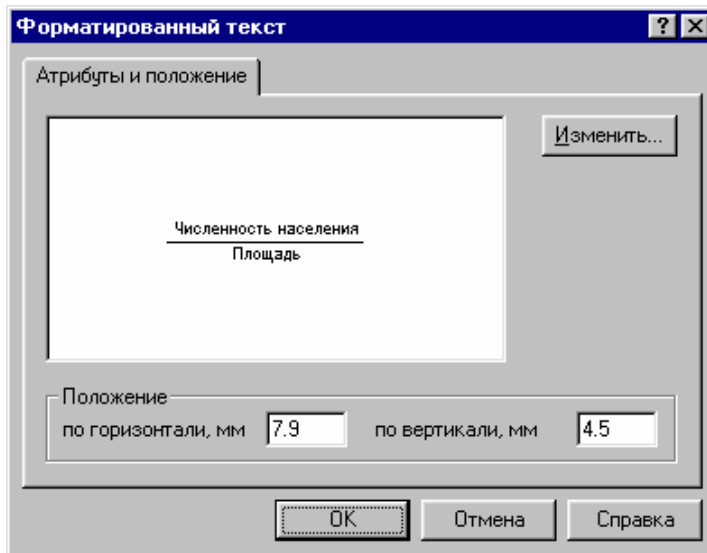 Форматированный текст
Атрибуты и положение
Изменить...
Численность населения
Площадь
Положение
по горизонтали, мм 7.9 по вертикали, мм 4.5
OK Отмена Справка